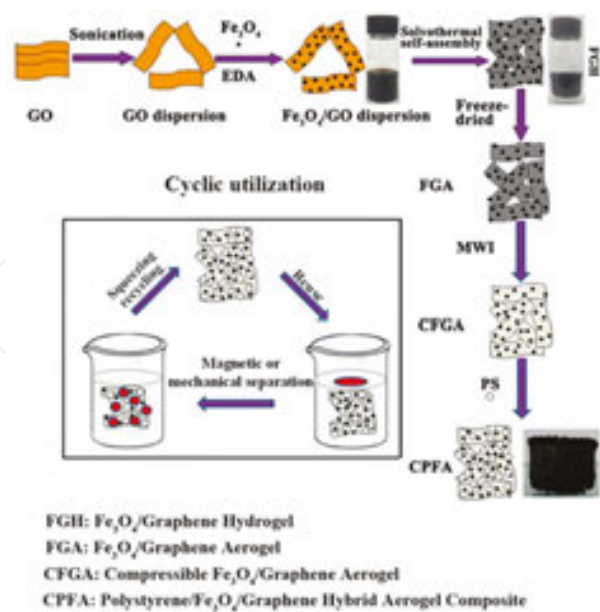 Sonication
Fe₃O₄
+
EDA
Solvothermal
self-assembly
FGH
GO
GO dispersion
Fe₃O₄/GO dispersion
Freeze-
dried
FGA
Cyclic utilization
MWI
Squeezing
recycling
Reuse
CFGA
Magnetic or
mechanical separation
PS
CPFA
FGH: Fe₃O₄/Graphene Hydrogel
FGA: Fe₃O₄/Graphene Aerogel
CFGA: Compressible Fe₃O₄/Graphene Aerogel
CPFA: Polystyrene/Fe₃O₄/Graphene Hybrid Aerogel Composite